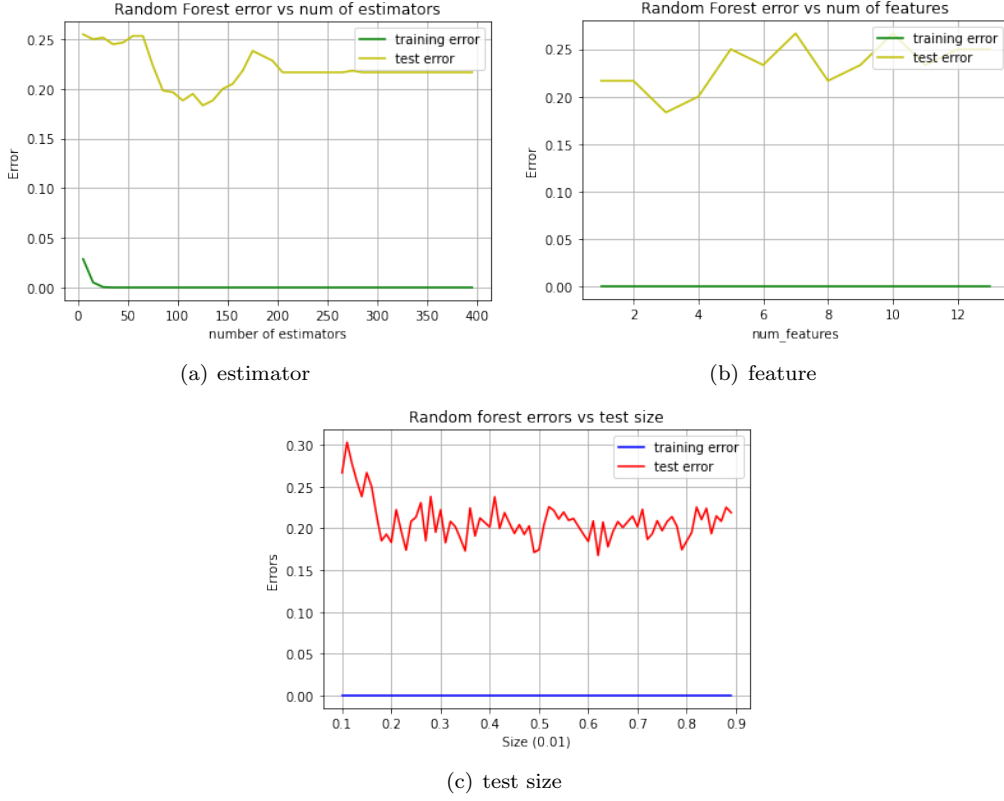 Random Forest error vs num of estimators
training error
test error
0.25
0.20
0.15
0.10
0.05
0.00
Error
0 50 100 150 200 250 300 350 400
number of estimators
(a) estimator
Random Forest error vs num of features
training error
test error
0.25
0.20
0.15
0.10
0.05
0.00
Error
2 4 6 8 10 12
num_features
(b) feature
Random forest errors vs test size
training error
test error
0.30
0.25
0.20
0.15
0.10
0.05
0.00
Errors
0.1 0.2 0.3 0.4 0.5 0.6 0.7 0.8 0.9
Size (0.01)
(c) test size